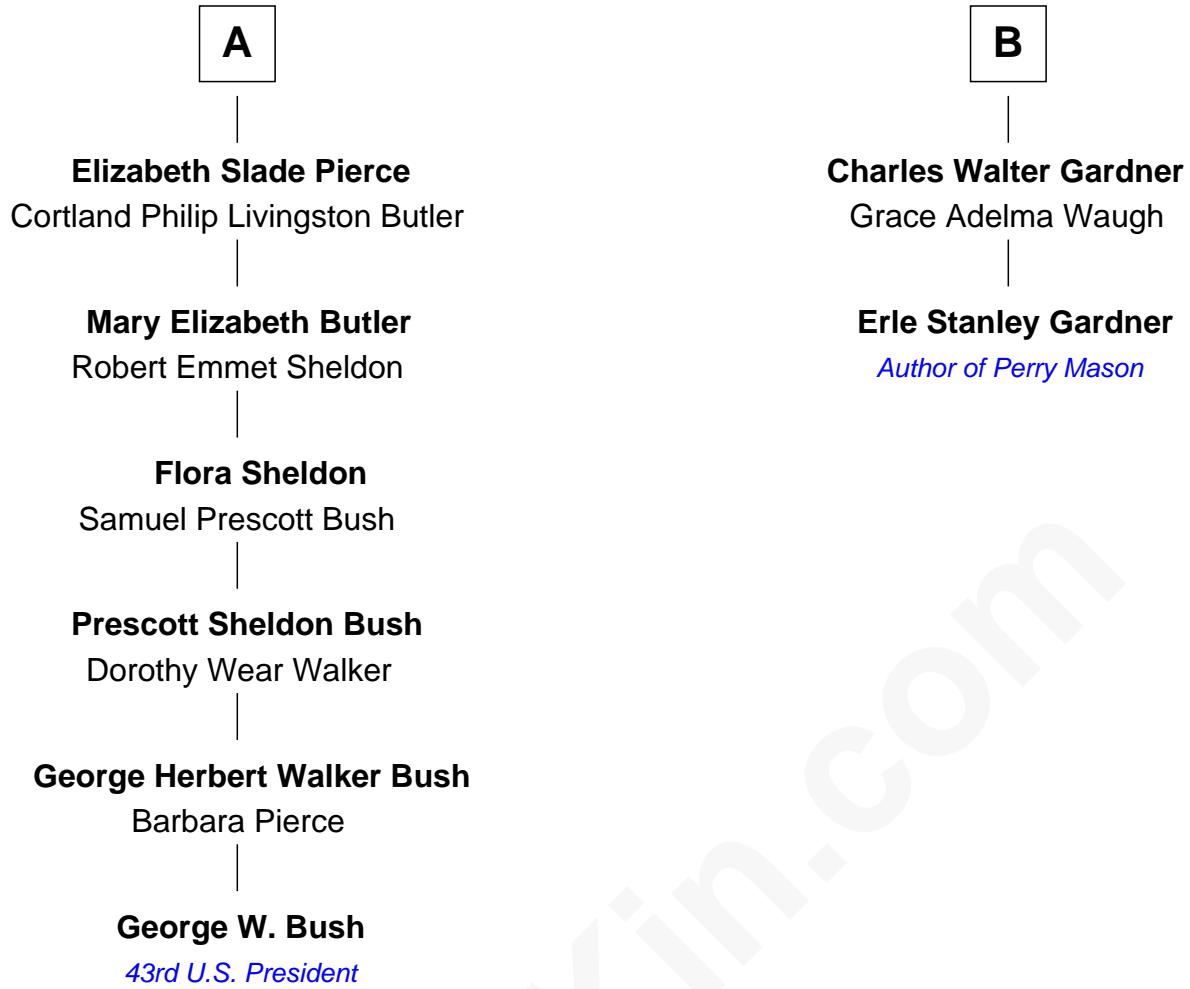 A
Elizabeth Slade Pierce
Cortland Philip Livingston Butler
Mary Elizabeth Butler
Robert Emmet Sheldon
Flora Sheldon
Samuel Prescott Bush
Prescott Sheldon Bush
Dorothy Wear Walker
George Herbert Walker Bush
Barbara Pierce
George W. Bush
43rd U.S. President
B
Charles Walter Gardner
Grace Adelma Waugh
Erle Stanley Gardner
Author of Perry Mason